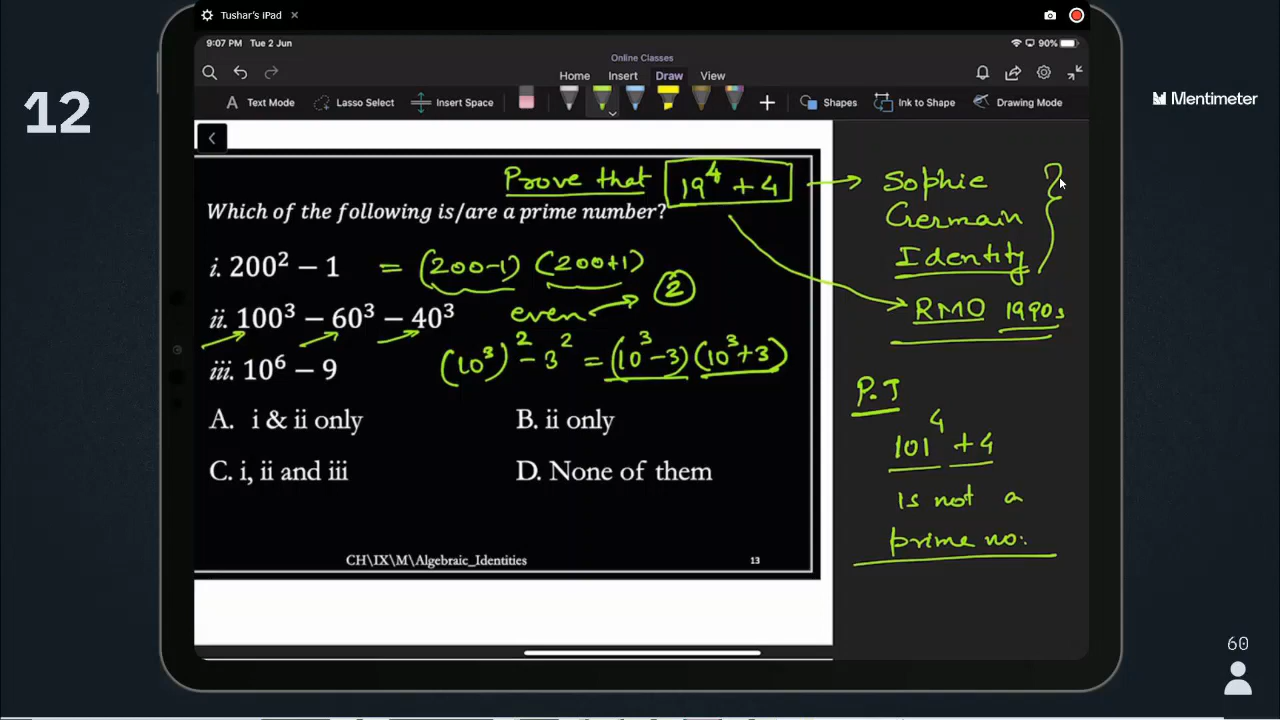 Tushar's iPad
9:07 PM Tue 2 Jun
90%
Online Classes
12
Mentimeter
Home Insert Draw View
Text Mode Lasso Select Insert Space Shapes Ink to Shape Drawing Mode
Prove that 19⁴ + 4
Which of the following is/are a prime number?
i. 200² − 1 = (200-1) (200+1)
ii. 100³ − 60³ − 40³ even 2
iii. 10⁶ − 9 (10³)² - 3² = (10³-3) (10³+3)
A. i & ii only B. ii only
C. i, ii and iii D. None of them
CH\IX\M\Algebraic_Identities 13
Sophie
Germain
Identity
RMO 1990s
P.T
101⁴ + 4
is not a
prime no.
60